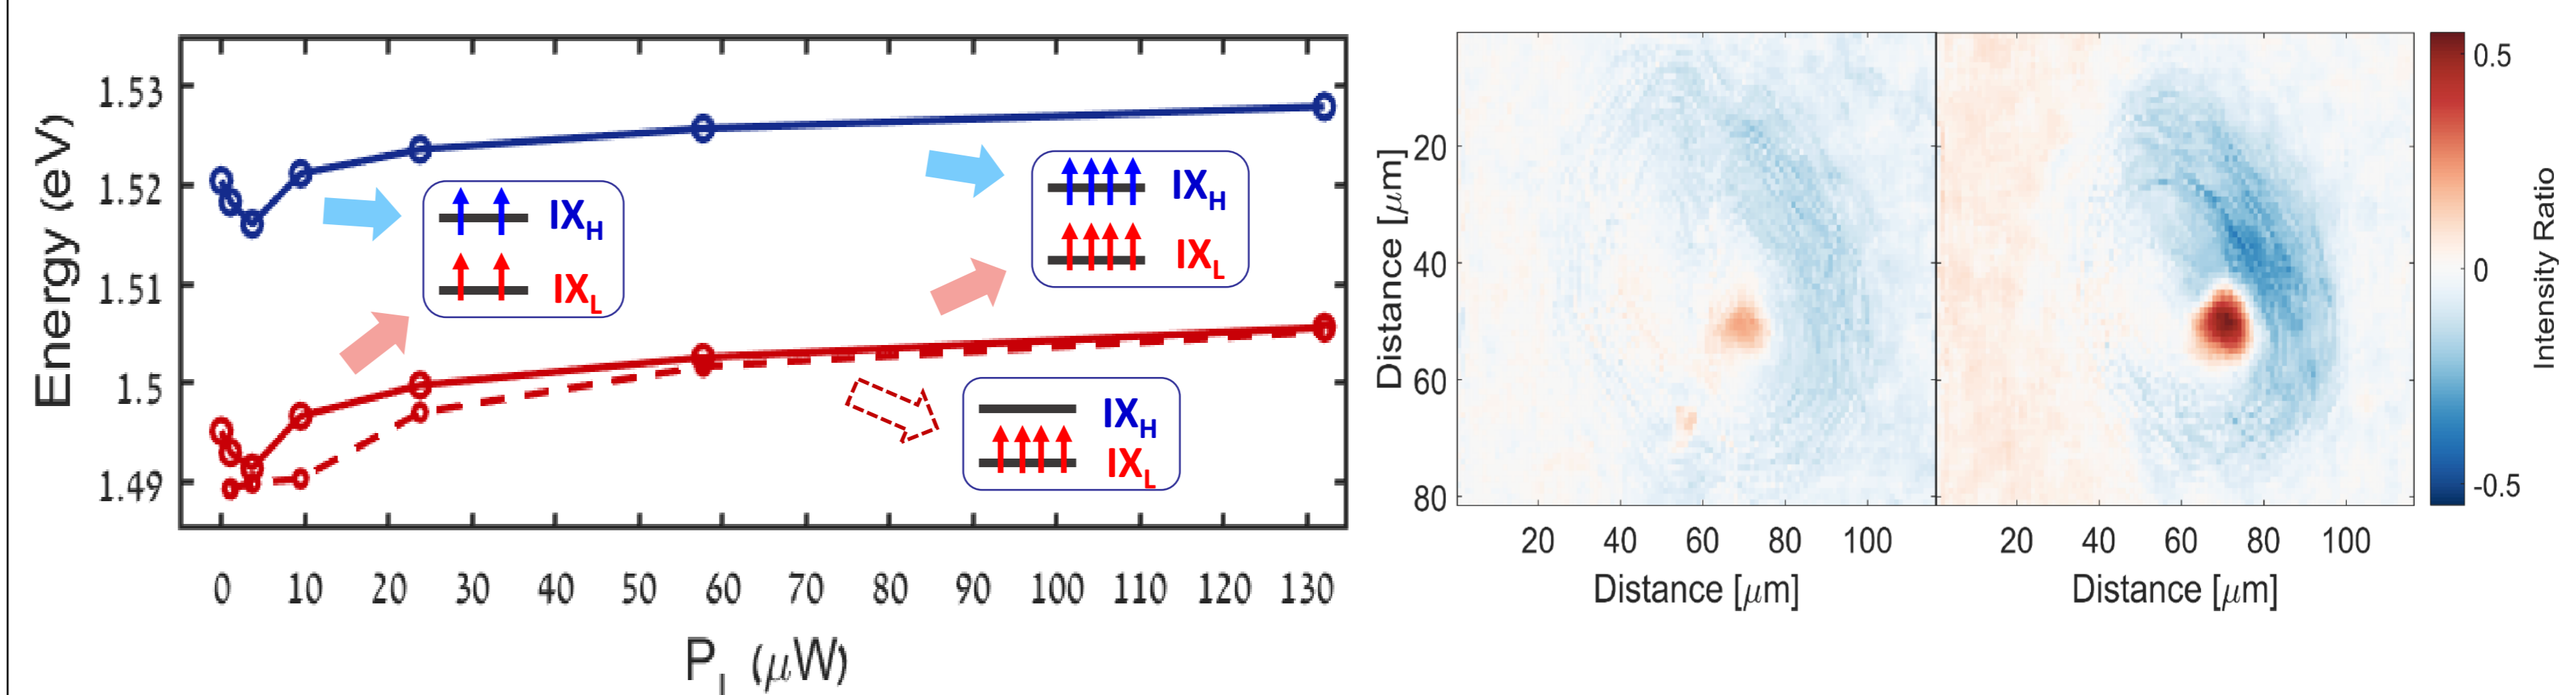 Energy (eV)
1.53
1.52
1.51
1.5
1.49
0 10 20 30 40 50 60 70 80 90 100 110 120 130
P_L (μW)
IX_H
IX_L
IX_H
IX_L
IX_H
IX_L
Distance [μm]
20
40
60
80
20 40 60 80 100
Distance [μm]
20 40 60 80 100
Distance [μm]
0.5
0
-0.5
Intensity Ratio